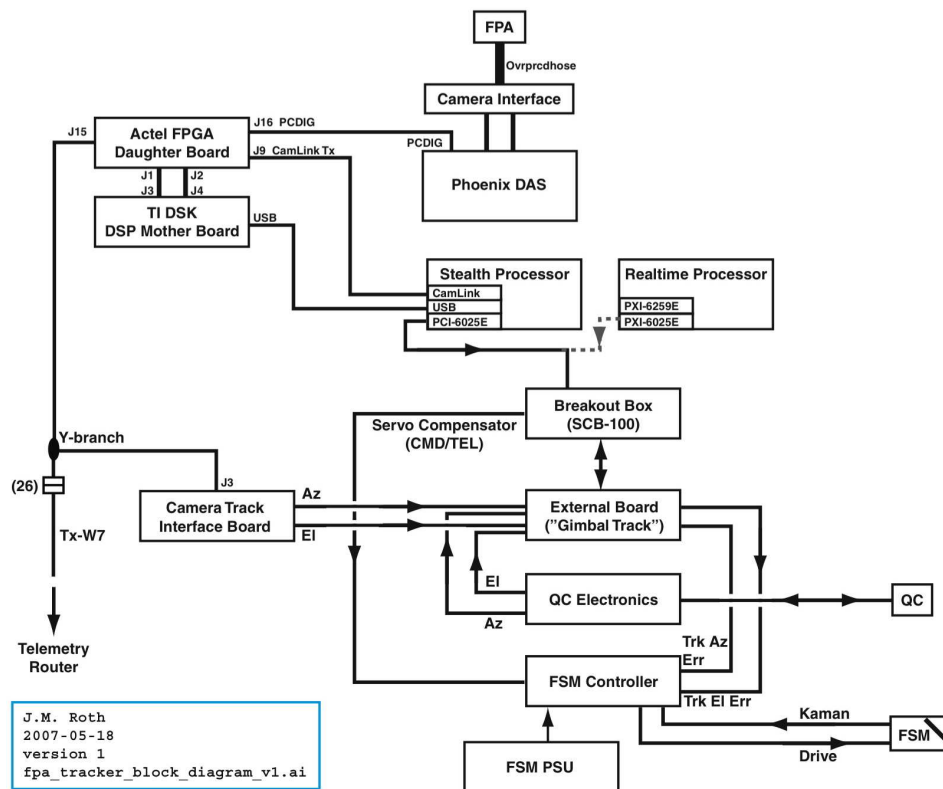 FPA
Ovrprcdhose
Camera Interface
J15
Actel FPGA
Daughter Board
J16 PCDIG
PCDIG
J9 CamLink Tx
Phoenix DAS
J1
J2
J3
J4
TI DSK
DSP Mother Board
USB
Stealth Processor
CamLink
USB
PCI-6025E
Realtime Processor
PXI-6259E
PXI-6025E
Breakout Box
(SCB-100)
Servo Compensator
(CMD/TEL)
Y-branch
(26)
J3
Camera Track
Interface Board
Az
El
External Board
("Gimbal Track")
Tx-W7
El
Az
QC Electronics
QC
Telemetry
Router
Trk Az
Err
FSM Controller
Trk El Err
Kaman
FSM
Drive
FSM PSU
J.M. Roth
2007-05-18
version 1
fpa_tracker_block_diagram_v1.ai